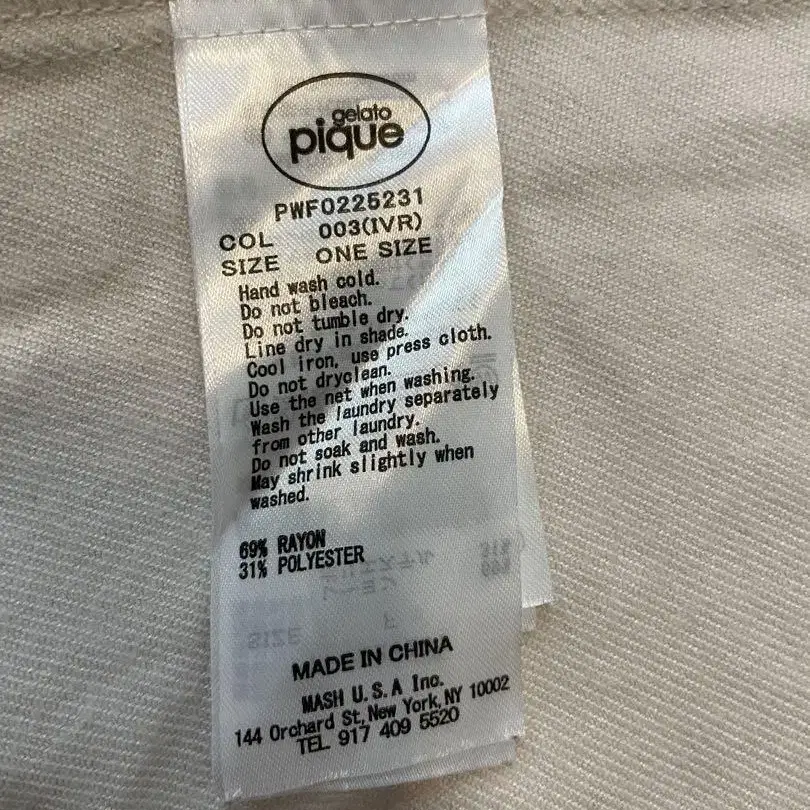 gelato
pique
PWF0225231
COL 003(IVR)
SIZE ONE SIZE
Hand wash cold.
Do not bleach.
Do not tumble dry.
Line dry in shade.
Cool iron, use press cloth.
Do not dryclean.
Use the net when washing.
Wash the laundry separately
from other laundry.
Do not soak and wash.
May shrink slightly when
washed.
69% RAYON
31% POLYESTER
MADE IN CHINA
MASH U.S.A Inc.
144 Orchard St, New York, NY 10002
TEL 917 409 5520